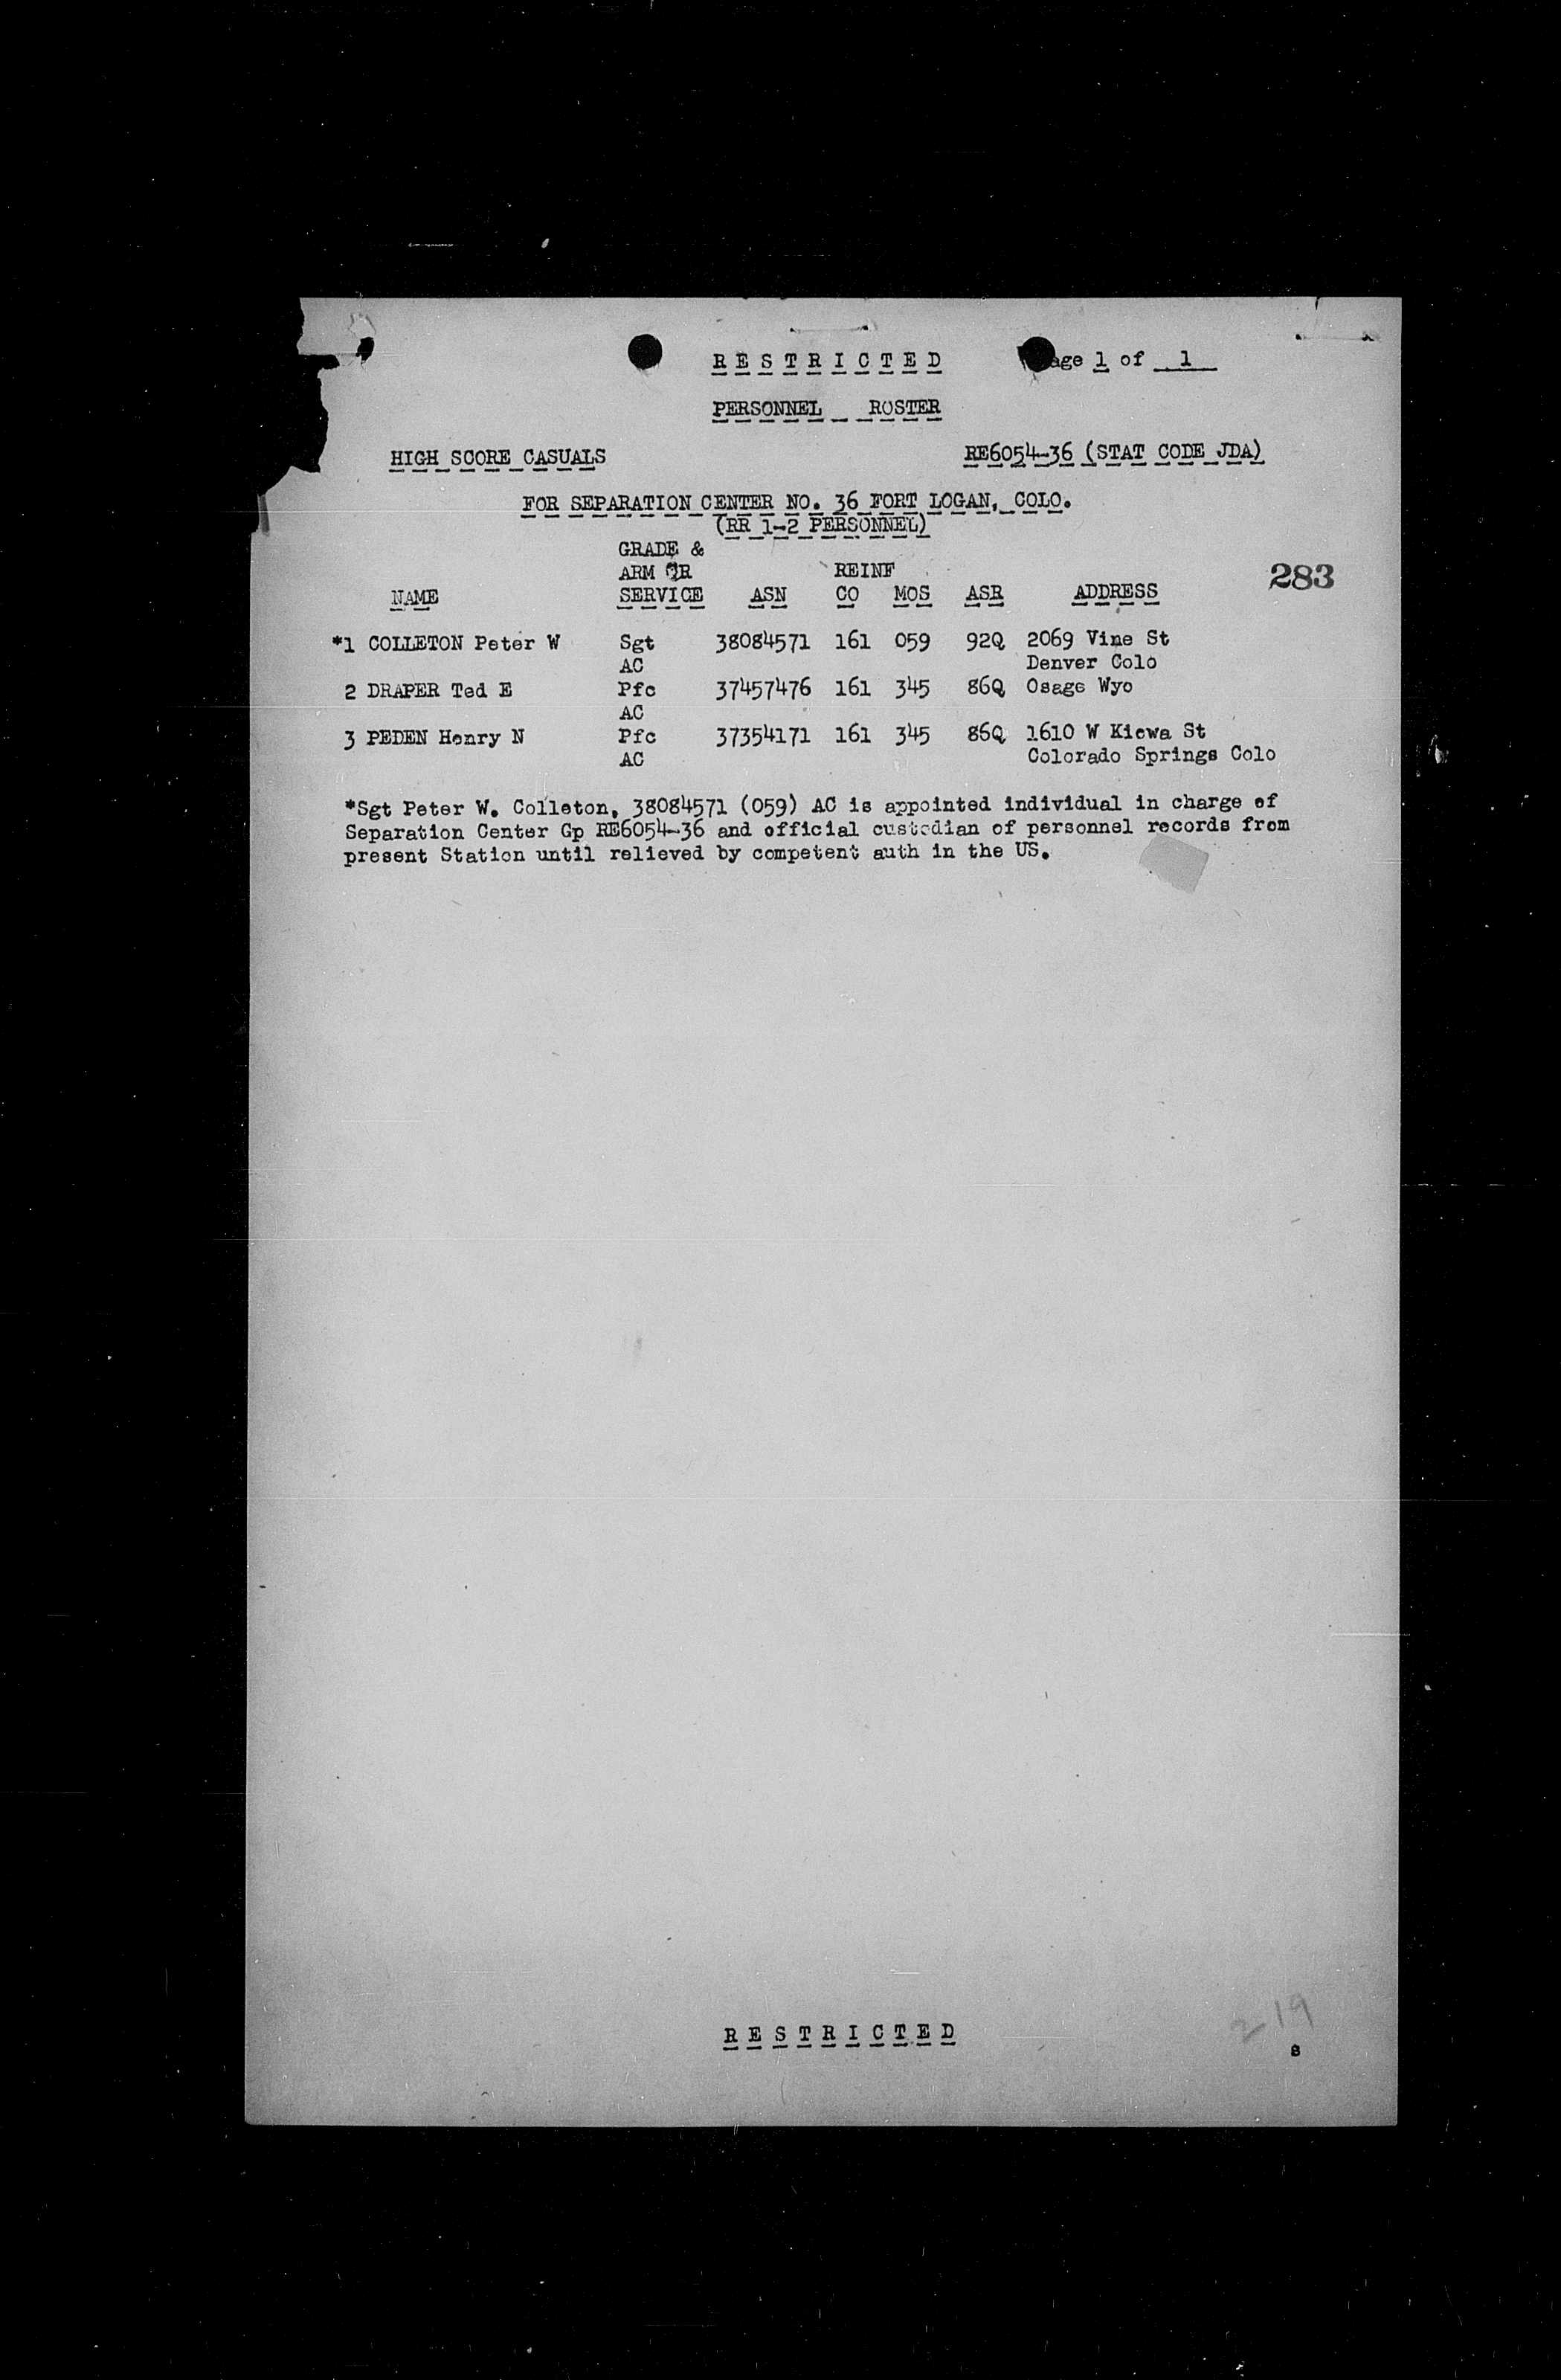 RESTRICTED
Page 1 of 1
PERSONNEL ROSTER
HIGH SCORE CASUALS RE6054-36 (STAT CODE JDA)
FOR SEPARATION CENTER NO. 36 FORT LOGAN, COLO.
(RR 1-2 PERSONNEL)
GRADE &
ARM OR REINF
283
NAME SERVICE ASN CO MOS ASR ADDRESS
*1 COLLETON Peter W Sgt 38084571 161 059 92Q 2069 Vine St
AC Denver Colo
2 DRAPER Ted E Pfc 37457476 161 345 86Q Osage Wyo
AC
3 PEDEN Henry N Pfc 37354171 161 345 86Q 1610 W Kiowa St
AC Colorado Springs Colo
*Sgt Peter W. Colleton, 38084571 (059) AC is appointed individual in charge of
Separation Center Gp RE6054-36 and official custodian of personnel records from
present Station until relieved by competent auth in the US.
RESTRICTED
219